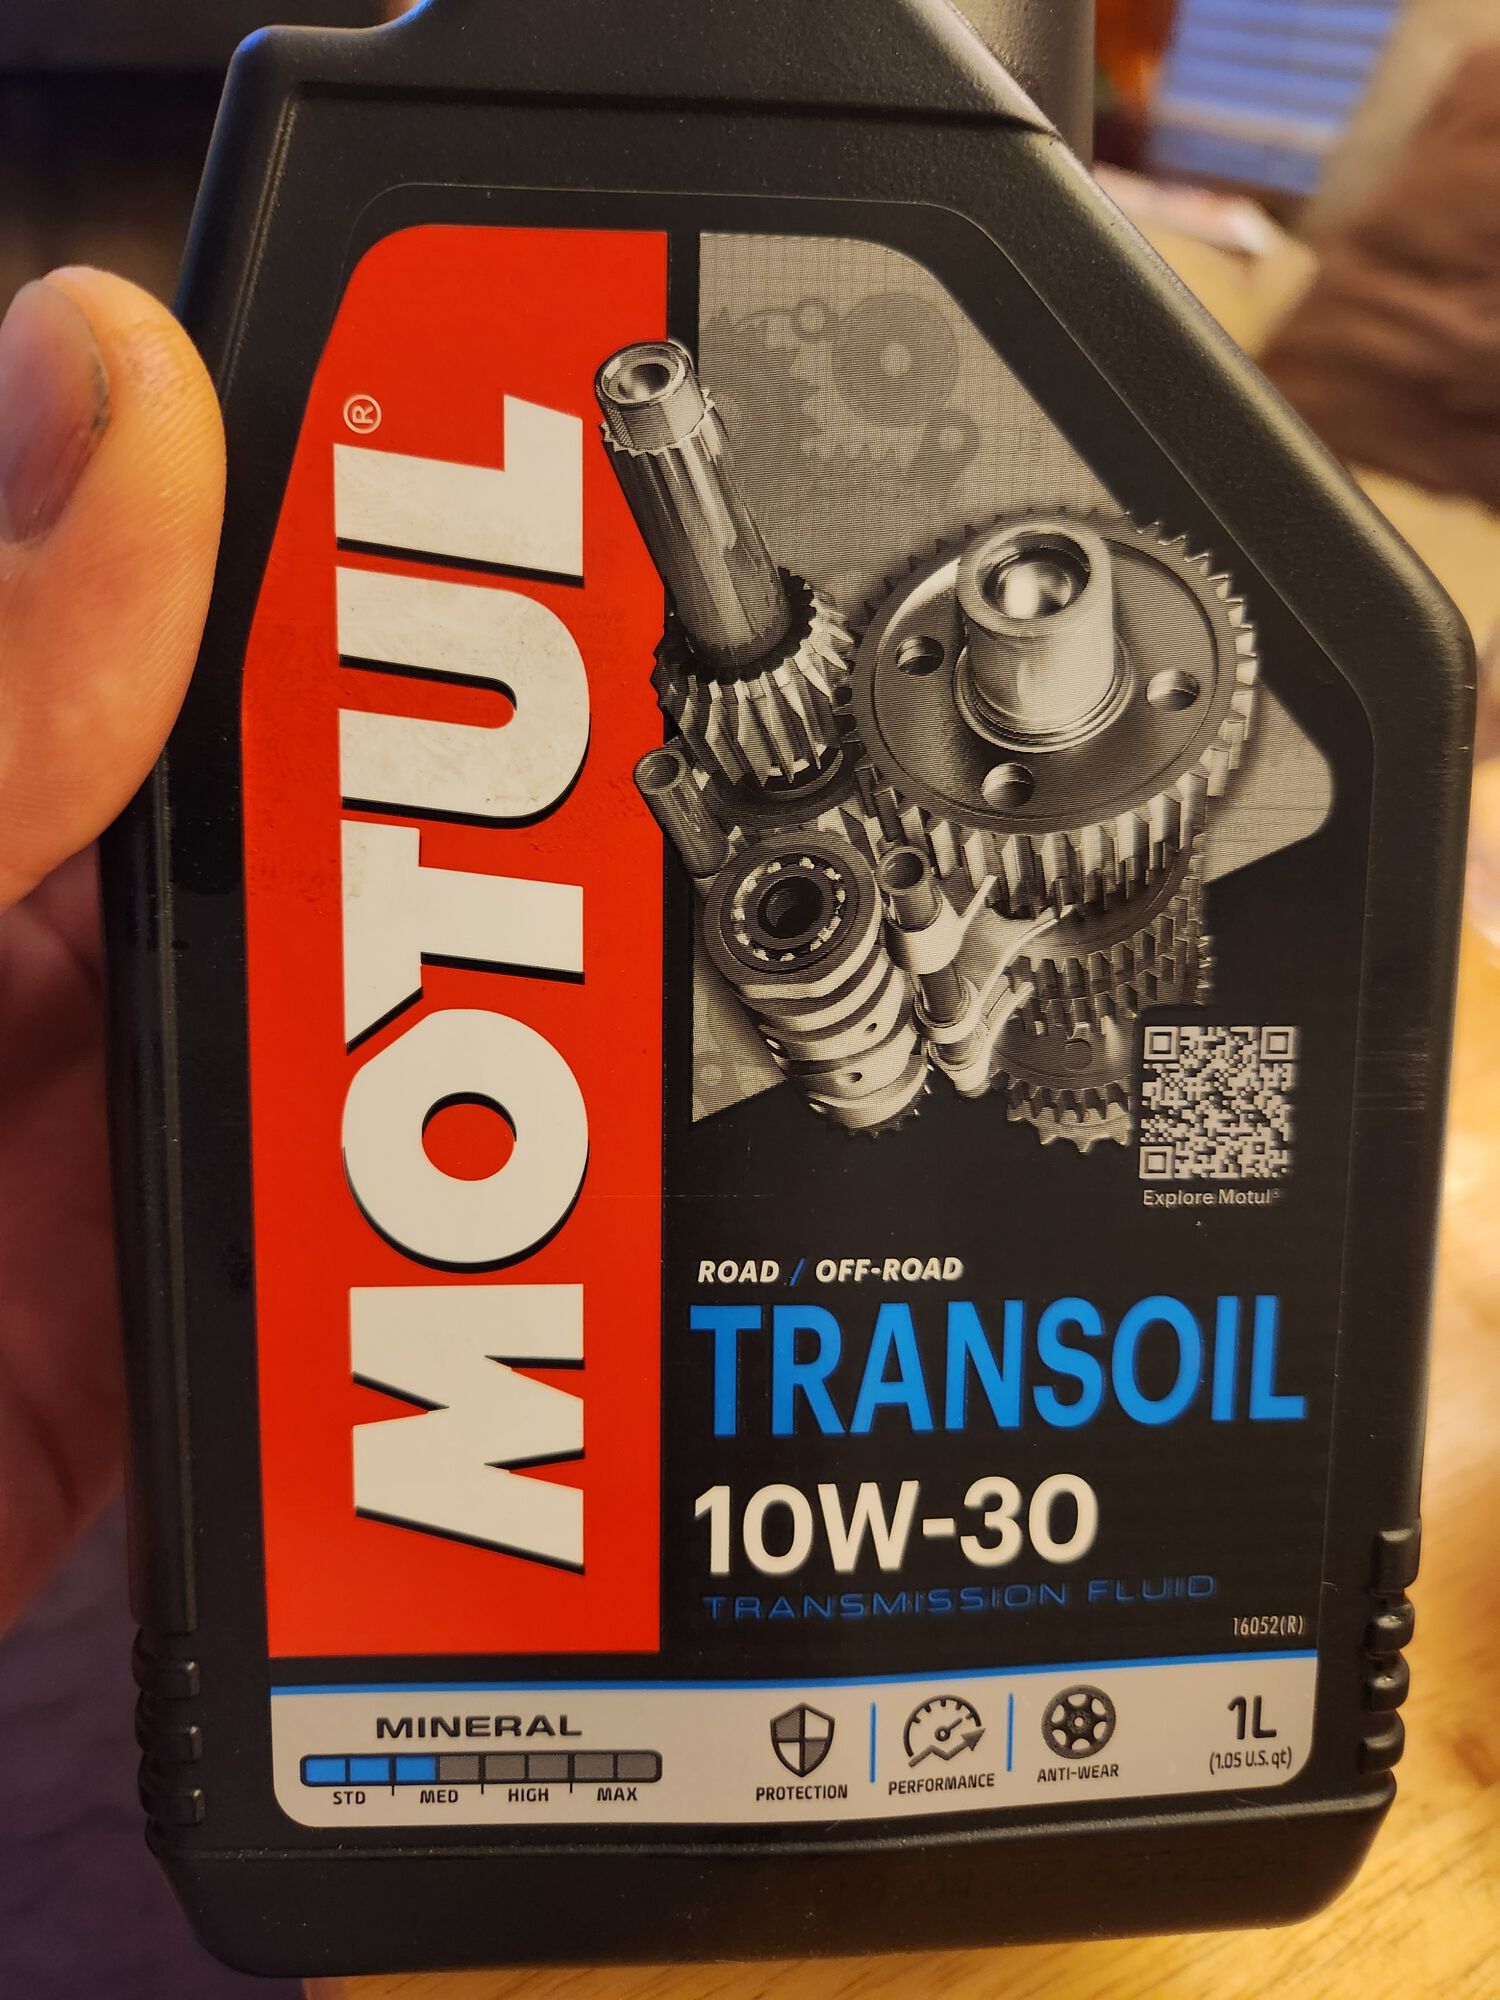 MOTUL®
Explore Motul®
ROAD / OFF-ROAD
TRANSOIL
10W-30
TRANSMISSION FLUID
16052(R)
MINERAL
STD MED HIGH MAX
PROTECTION PERFORMANCE ANTI-WEAR
1L
(1.05 U.S. qt)